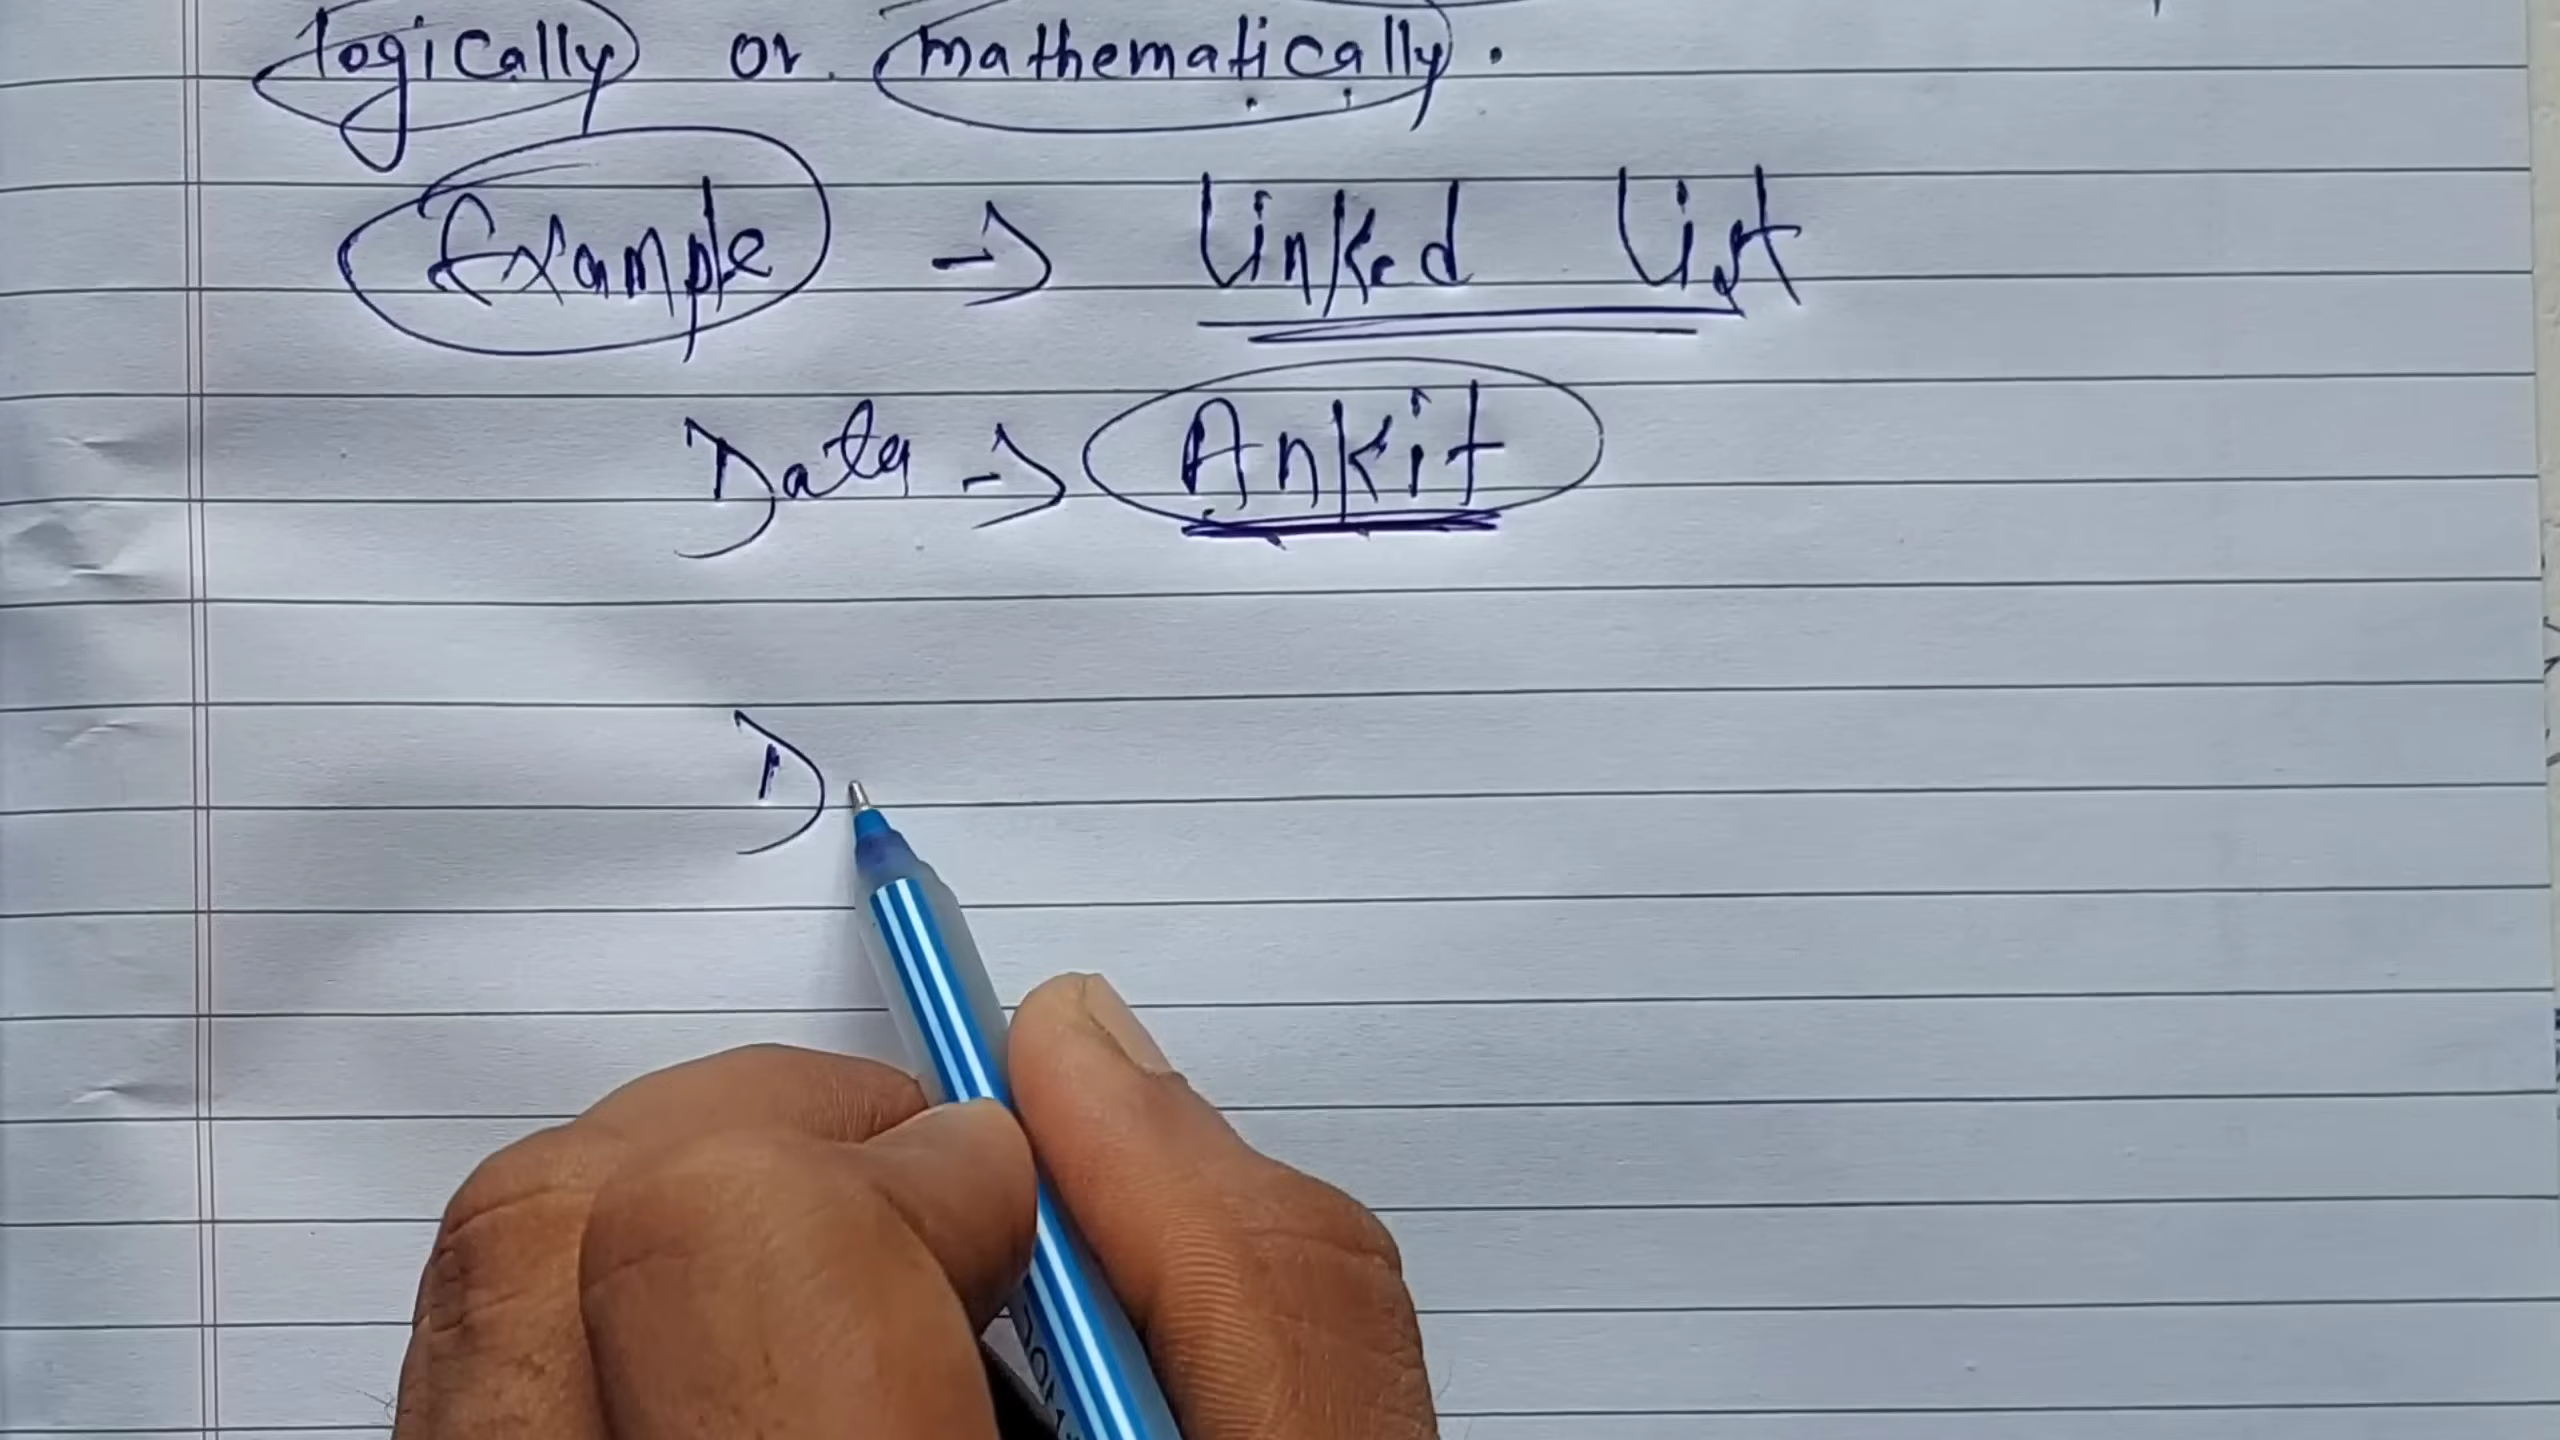 logically or mathematically.
Example → Linked List
Data → Ankit
D